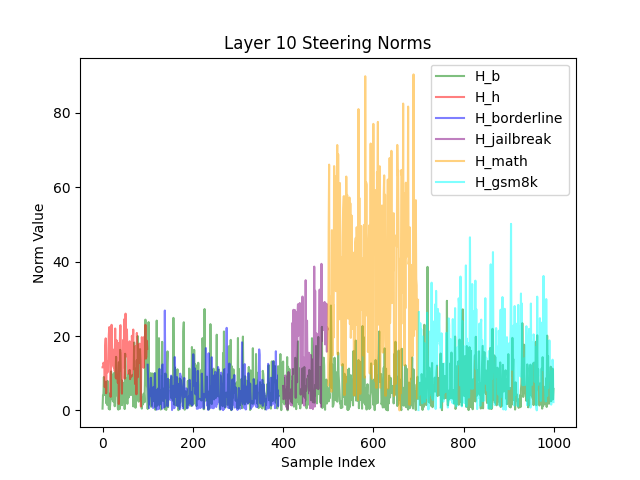 Layer 10 Steering Norms
H_b
H_h
H_borderline
H_jailbreak
H_math
H_gsm8k
Norm Value
80
60
40
20
0
0 200 400 600 800 1000
Sample Index